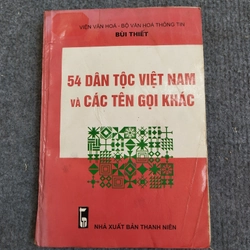 VIỆN VĂN HOÁ - BỘ VĂN HOÁ THÔNG TIN
BÙI THIẾT
54 DÂN TỘC VIỆT NAM
VÀ CÁC TÊN GỌI KHÁC
NHÀ XUẤT BẢN THANH NIÊN